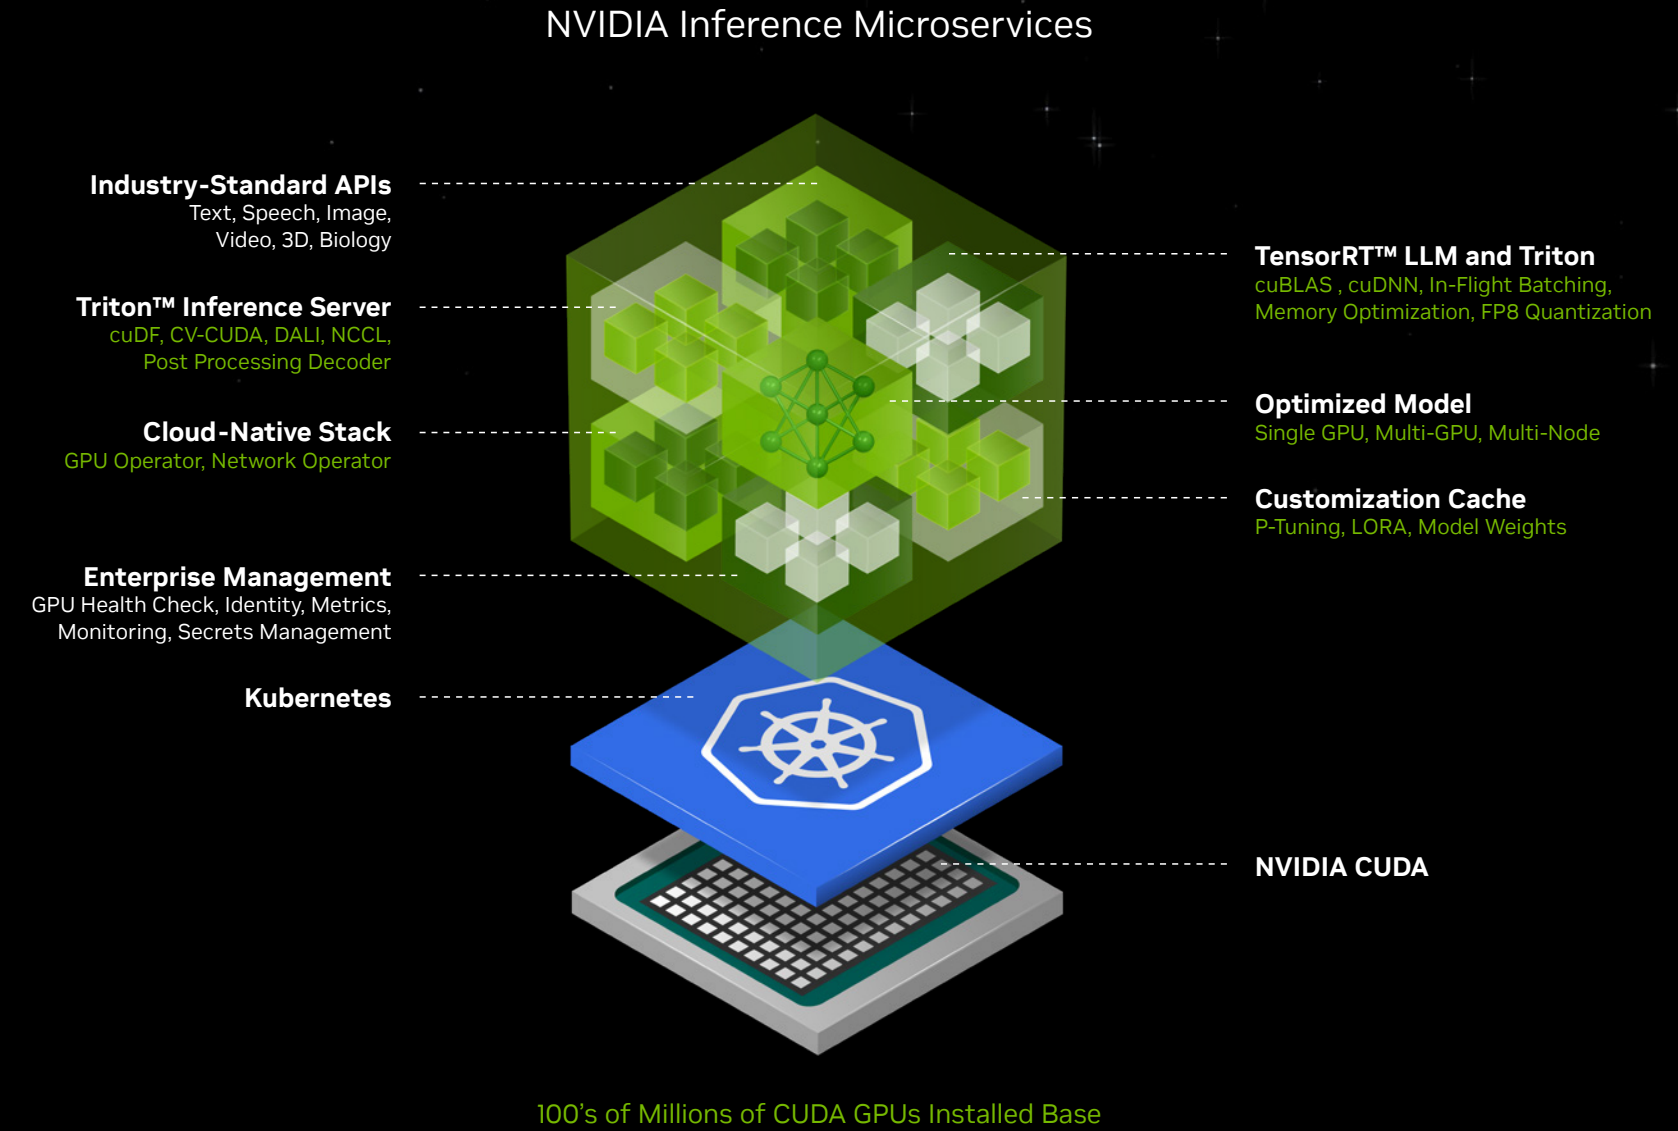 NVIDIA Inference Microservices
Industry-Standard APIs
Text, Speech, Image,
Video, 3D, Biology
Triton™ Inference Server
cuDF, CV-CUDA, DALI, NCCL,
Post Processing Decoder
Cloud-Native Stack
GPU Operator, Network Operator
Enterprise Management
GPU Health Check, Identity, Metrics,
Monitoring, Secrets Management
Kubernetes
TensorRT™ LLM and Triton
cuBLAS , cuDNN, In-Flight Batching,
Memory Optimization, FP8 Quantization
Optimized Model
Single GPU, Multi-GPU, Multi-Node
Customization Cache
P-Tuning, LORA, Model Weights
NVIDIA CUDA
100’s of Millions of CUDA GPUs Installed Base